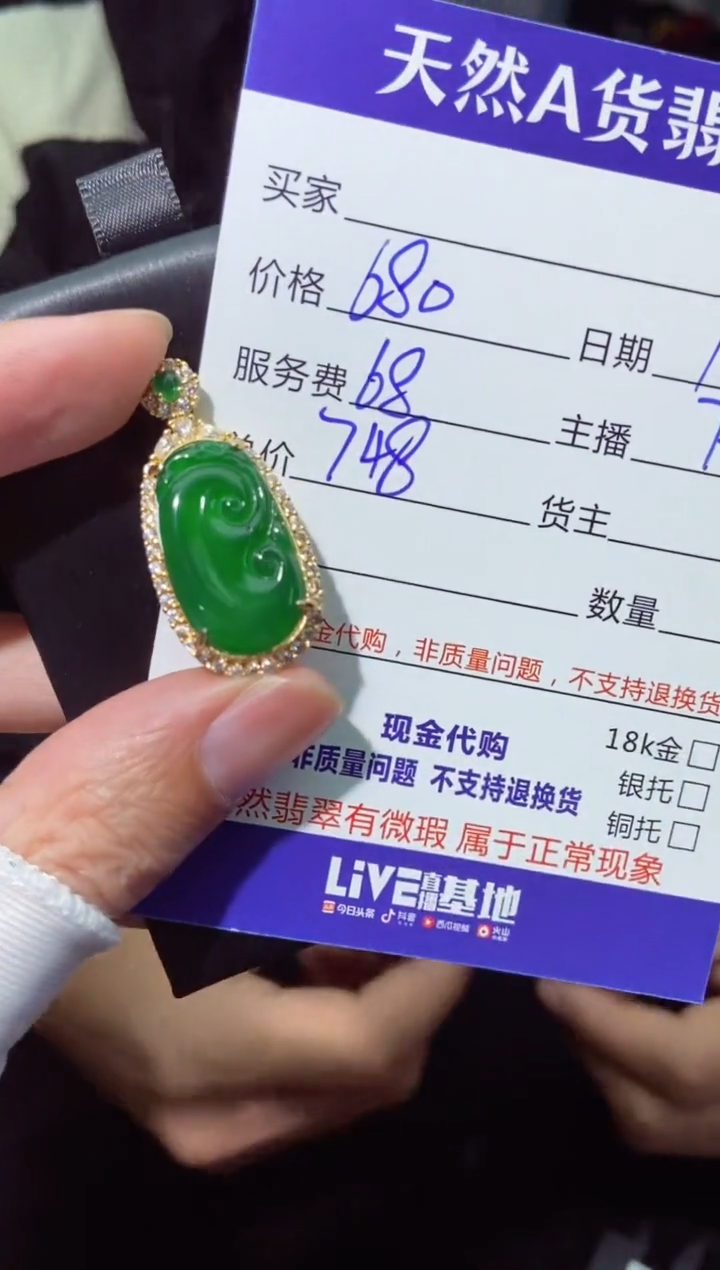 天然A货翡
买家
价格 680
日期
服务费 68
主播
价 748
货主
数量
金代购，非质量问题，不支持退换货
现金代购
18k金
非质量问题 不支持退换货
银托
铜托
然翡翠有微瑕 属于正常现象
LIVE直播基地
今日头条 抖音 西瓜视频 火山